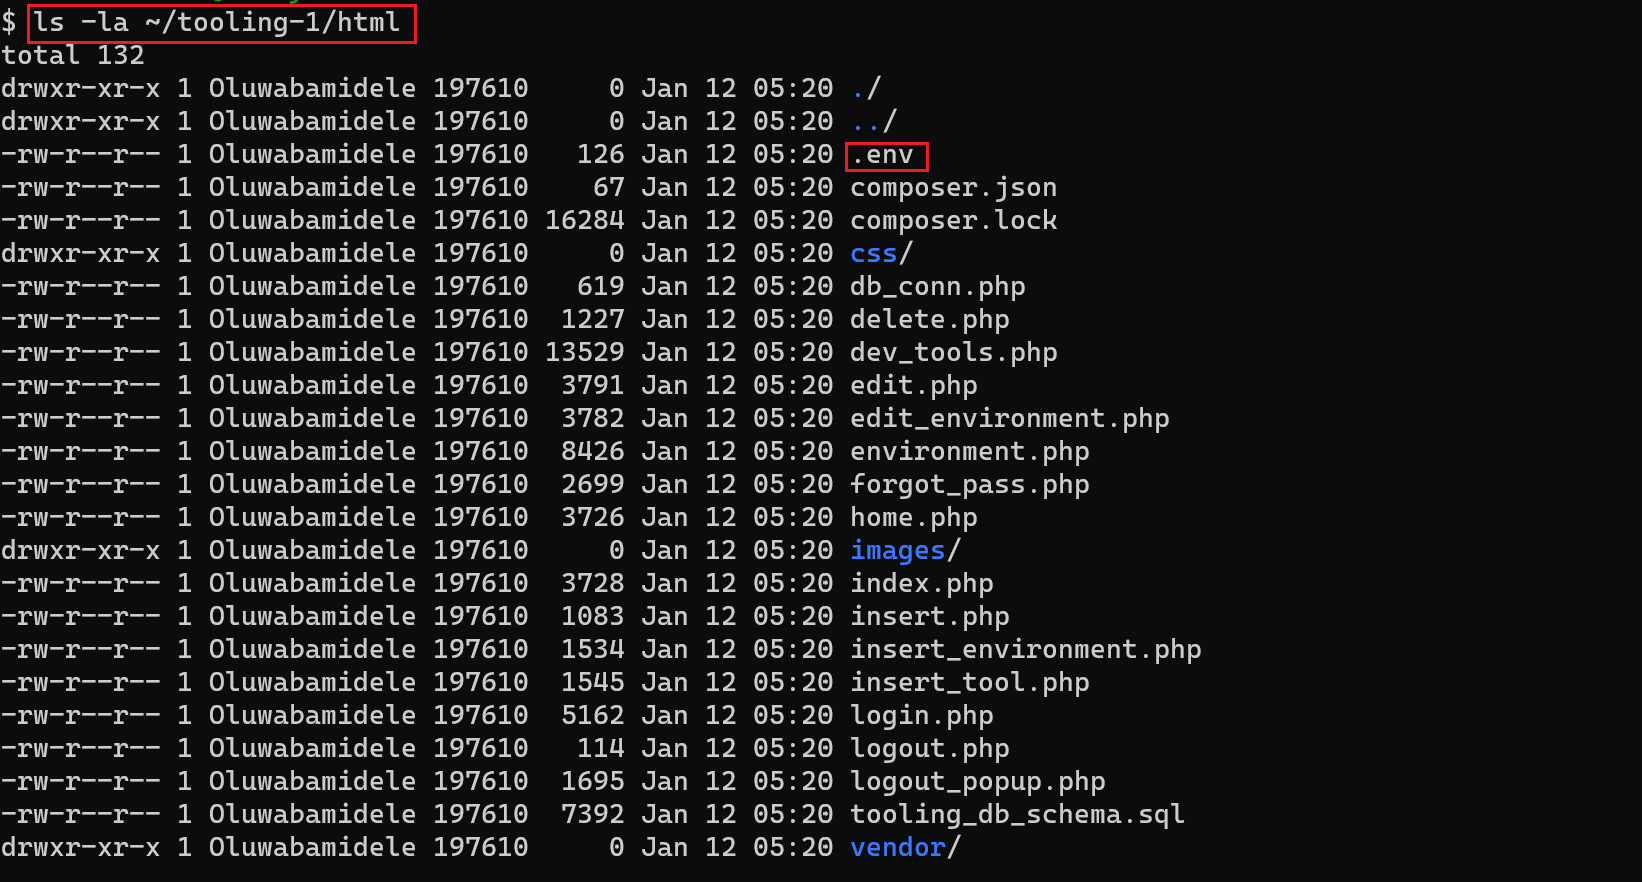 $ ls -la ~/tooling-1/html
total 132
drwxr-xr-x 1 Oluwabamidele 197610     0 Jan 12 05:20 ./
drwxr-xr-x 1 Oluwabamidele 197610     0 Jan 12 05:20 ../
-rw-r--r-- 1 Oluwabamidele 197610   126 Jan 12 05:20 .env
-rw-r--r-- 1 Oluwabamidele 197610    67 Jan 12 05:20 composer.json
-rw-r--r-- 1 Oluwabamidele 197610 16284 Jan 12 05:20 composer.lock
drwxr-xr-x 1 Oluwabamidele 197610     0 Jan 12 05:20 css/
-rw-r--r-- 1 Oluwabamidele 197610   619 Jan 12 05:20 db_conn.php
-rw-r--r-- 1 Oluwabamidele 197610  1227 Jan 12 05:20 delete.php
-rw-r--r-- 1 Oluwabamidele 197610 13529 Jan 12 05:20 dev_tools.php
-rw-r--r-- 1 Oluwabamidele 197610  3791 Jan 12 05:20 edit.php
-rw-r--r-- 1 Oluwabamidele 197610  3782 Jan 12 05:20 edit_environment.php
-rw-r--r-- 1 Oluwabamidele 197610  8426 Jan 12 05:20 environment.php
-rw-r--r-- 1 Oluwabamidele 197610  2699 Jan 12 05:20 forgot_pass.php
-rw-r--r-- 1 Oluwabamidele 197610  3726 Jan 12 05:20 home.php
drwxr-xr-x 1 Oluwabamidele 197610     0 Jan 12 05:20 images/
-rw-r--r-- 1 Oluwabamidele 197610  3728 Jan 12 05:20 index.php
-rw-r--r-- 1 Oluwabamidele 197610  1083 Jan 12 05:20 insert.php
-rw-r--r-- 1 Oluwabamidele 197610  1534 Jan 12 05:20 insert_environment.php
-rw-r--r-- 1 Oluwabamidele 197610  1545 Jan 12 05:20 insert_tool.php
-rw-r--r-- 1 Oluwabamidele 197610  5162 Jan 12 05:20 login.php
-rw-r--r-- 1 Oluwabamidele 197610   114 Jan 12 05:20 logout.php
-rw-r--r-- 1 Oluwabamidele 197610  1695 Jan 12 05:20 logout_popup.php
-rw-r--r-- 1 Oluwabamidele 197610  7392 Jan 12 05:20 tooling_db_schema.sql
drwxr-xr-x 1 Oluwabamidele 197610     0 Jan 12 05:20 vendor/